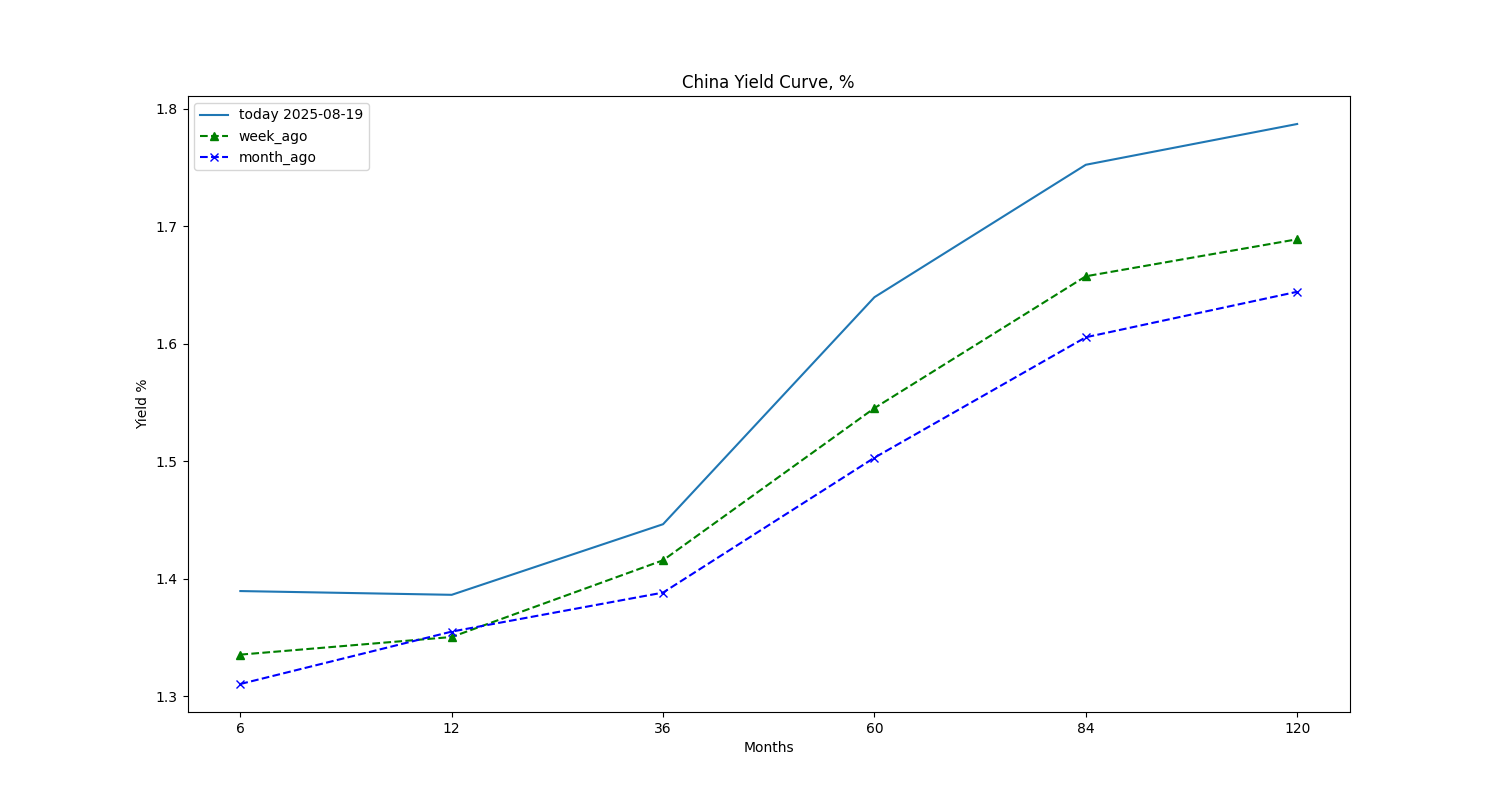 China Yield Curve, %
today 2025-08-19
week_ago
month_ago
1.8
1.7
1.6
1.5
1.4
1.3
Yield %
6 12 36 60 84 120
Months